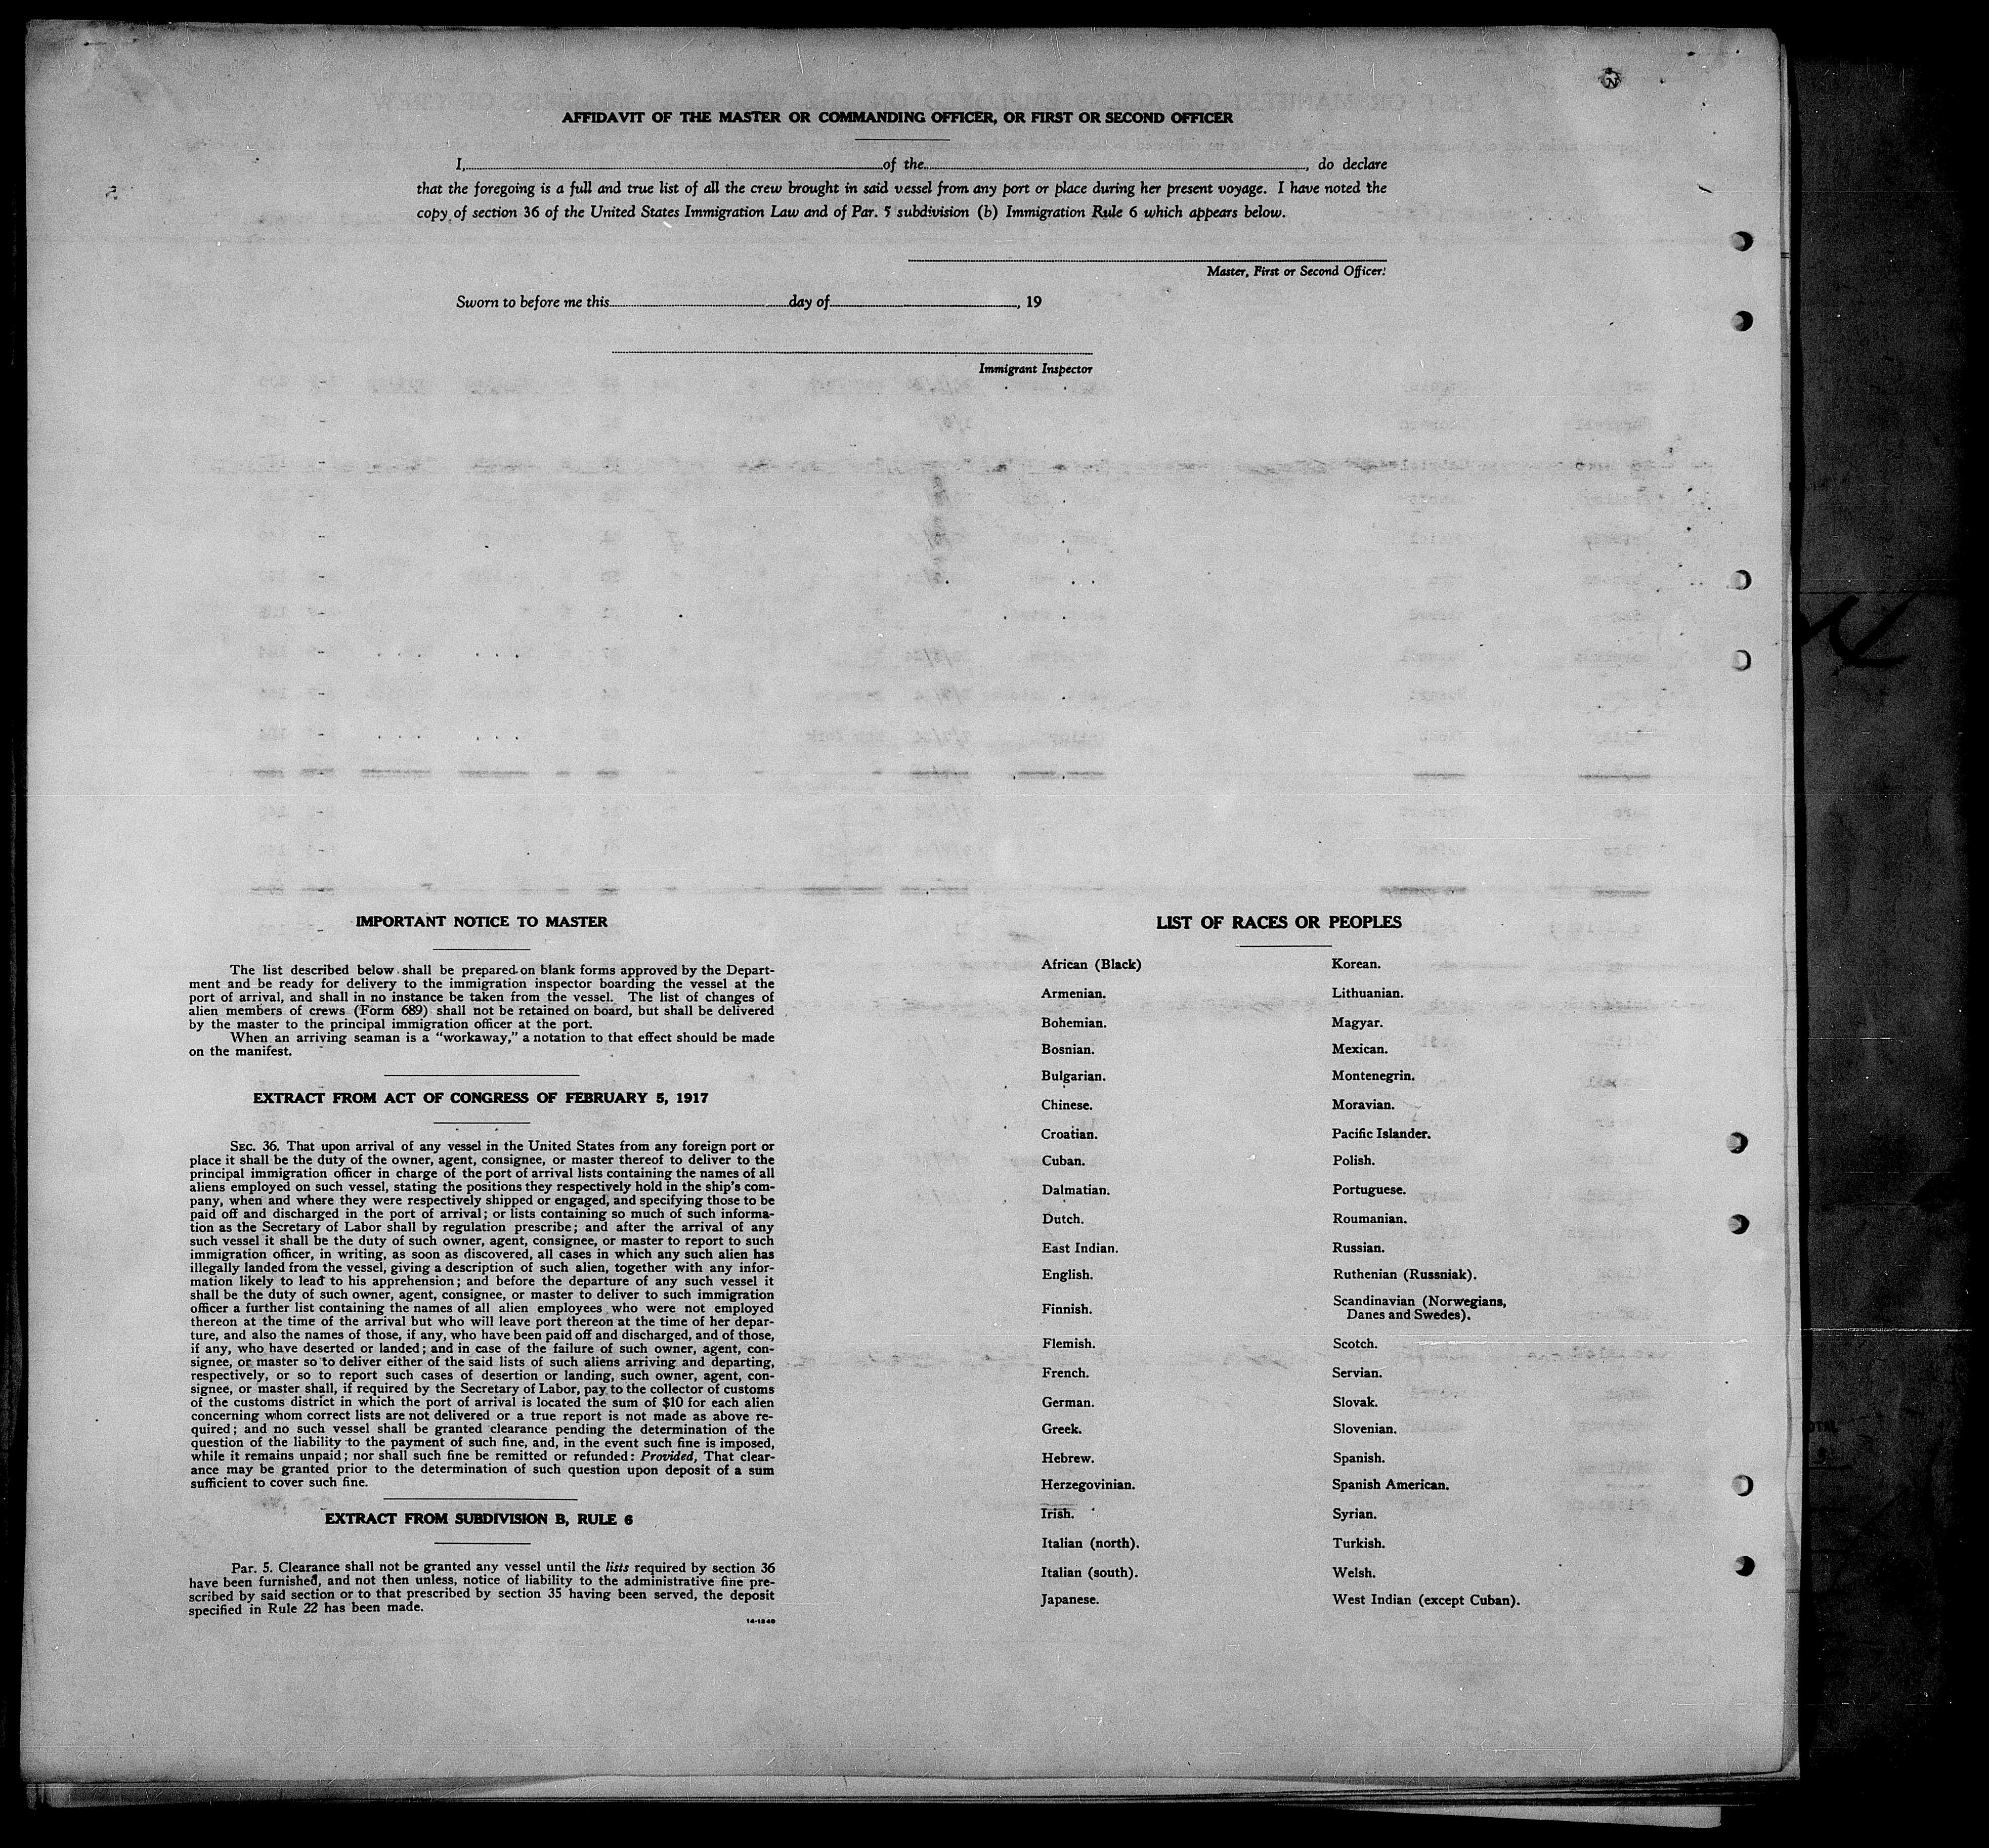 AFFIDAVIT OF THE MASTER OR COMMANDING OFFICER, OR FIRST OR SECOND OFFICER
I, of the , do declare
that the foregoing is a full and true list of all the crew brought in said vessel from any port or place during her present voyage. I have noted the
copy of section 36 of the United States Immigration Law and of Par. 5 subdivision (b) Immigration Rule 6 which appears below.
Master, First or Second Officer.
Sworn to before me this day of , 19
Immigrant Inspector
IMPORTANT NOTICE TO MASTER
The list described below shall be prepared on blank forms approved by the Depart-
ment and be ready for delivery to the immigration inspector boarding the vessel at the
port of arrival, and shall in no instance be taken from the vessel. The list of changes of
alien members of crews (Form 689) shall not be retained on board, but shall be delivered
by the master to the principal immigration officer at the port.
When an arriving seaman is a "workaway," a notation to that effect should be made
on the manifest.
EXTRACT FROM ACT OF CONGRESS OF FEBRUARY 5, 1917
SEC. 36. That upon arrival of any vessel in the United States from any foreign port or
place it shall be the duty of the owner, agent, consignee, or master thereof to deliver to the
principal immigration officer in charge of the port of arrival lists containing the names of all
aliens employed on such vessel, stating the positions they respectively hold in the ship's com-
pany, when and where they were respectively shipped or engaged, and specifying those to be
paid off and discharged in the port of arrival; or lists containing so much of such informa-
tion as the Secretary of Labor shall by regulation prescribe; and after the arrival of any
such vessel it shall be the duty of such owner, agent, consignee, or master to report to such
immigration officer, in writing, as soon as discovered, all cases in which any such alien has
illegally landed from the vessel, giving a description of such alien, together with any infor-
mation likely to lead to his apprehension; and before the departure of any such vessel it
shall be the duty of such owner, agent, consignee, or master to deliver to such immigration
officer a further list containing the names of all alien employees who were not employed
thereon at the time of the arrival but who will leave port thereon at the time of her depar-
ture, and also the names of those, if any, who have been paid off and discharged, and of those,
if any, who have deserted or landed; and in case of the failure of such owner, agent, con-
signee, or master so to deliver either of the said lists of such aliens arriving and departing,
respectively, or so to report such cases of desertion or landing, such owner, agent, con-
signee, or master shall, if required by the Secretary of Labor, pay to the collector of customs
of the customs district in which the port of arrival is located the sum of $10 for each alien
concerning whom correct lists are not delivered or a true report is not made as above re-
quired; and no such vessel shall be granted clearance pending the determination of the
question of the liability to the payment of such fine, and, in the event such fine is imposed,
while it remains unpaid; nor shall such fine be remitted or refunded: Provided, That clear-
ance may be granted prior to the determination of such question upon deposit of a sum
sufficient to cover such fine.
EXTRACT FROM SUBDIVISION B, RULE 6
Par. 5. Clearance shall not be granted any vessel until the lists required by section 36
have been furnished, and not then unless, notice of liability to the administrative fine pre-
scribed by said section or to that prescribed by section 35 having been served, the deposit
specified in Rule 22 has been made.
14-1240
LIST OF RACES OR PEOPLES
African (Black)
Armenian.
Bohemian.
Bosnian.
Bulgarian.
Chinese.
Croatian.
Cuban.
Dalmatian.
Dutch.
East Indian.
English.
Finnish.
Flemish.
French.
German.
Greek.
Hebrew.
Herzegovinian.
Irish.
Italian (north).
Italian (south).
Japanese.
Korean.
Lithuanian.
Magyar.
Mexican.
Montenegrin.
Moravian.
Pacific Islander.
Polish.
Portuguese.
Roumanian.
Russian.
Ruthenian (Russniak).
Scandinavian (Norwegians,
Danes and Swedes).
Scotch.
Servian.
Slovak.
Slovenian.
Spanish.
Spanish American.
Syrian.
Turkish.
Welsh.
West Indian (except Cuban).